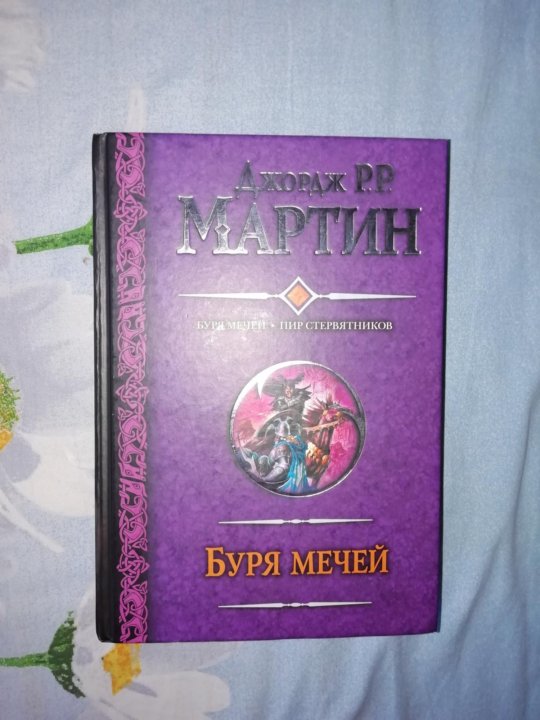 Джордж Р.Р.
МАРТИН
БУРЯ МЕЧЕЙ • ПИР СТЕРВЯТНИКОВ
БУРЯ МЕЧЕЙ